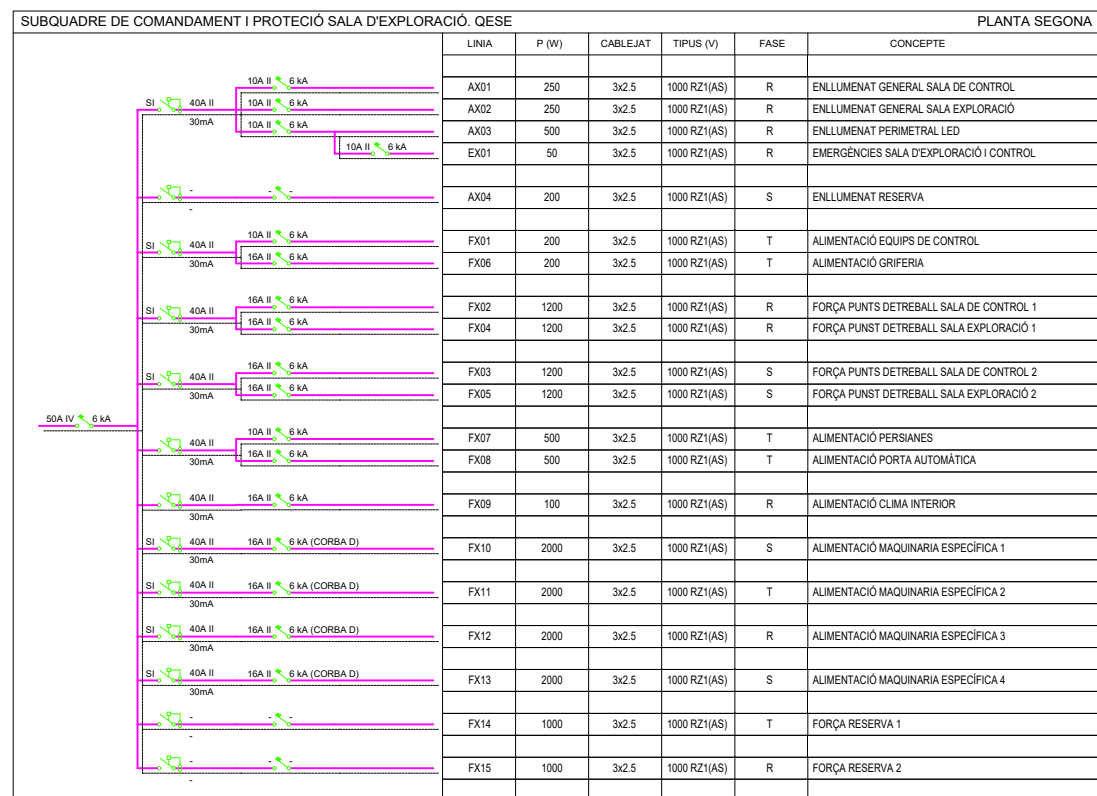 SUBQUADRE DE COMANDAMENT I PROTECIÓ SALA D'EXPLORACIÓ. QESE PLANTA SEGONA
LINIA P (W) CABLEJAT TIPUS (V) FASE CONCEPTE
10A II 6 kA AX01 250 3x2.5 1000 RZ1(AS) R ENLLUMENAT GENERAL SALA DE CONTROL
SI 40A II 10A II 6 kA AX02 250 3x2.5 1000 RZ1(AS) R ENLLUMENAT GENERAL SALA EXPLORACIÓ
30mA 10A II 6 kA AX03 500 3x2.5 1000 RZ1(AS) R ENLLUMENAT PERIMETRAL LED
10A II 6 kA EX01 50 3x2.5 1000 RZ1(AS) R EMERGÈNCIES SALA D'EXPLORACIÓ I CONTROL
- - - AX04 200 3x2.5 1000 RZ1(AS) S ENLLUMENAT RESERVA
-
SI 40A II 10A II 6 kA FX01 200 3x2.5 1000 RZ1(AS) T ALIMENTACIÓ EQUIPS DE CONTROL
30mA 16A II 6 kA FX06 200 3x2.5 1000 RZ1(AS) T ALIMENTACIÓ GRIFERIA
SI 40A II 16A II 6 kA FX02 1200 3x2.5 1000 RZ1(AS) R FORÇA PUNTS DETREBALL SALA DE CONTROL 1
30mA 16A II 6 kA FX04 1200 3x2.5 1000 RZ1(AS) R FORÇA PUNST DETREBALL SALA EXPLORACIÓ 1
SI 40A II 16A II 6 kA FX03 1200 3x2.5 1000 RZ1(AS) S FORÇA PUNTS DETREBALL SALA DE CONTROL 2
30mA 16A II 6 kA FX05 1200 3x2.5 1000 RZ1(AS) S FORÇA PUNST DETREBALL SALA EXPLORACIÓ 2
50A IV 6 kA
40A II 10A II 6 kA FX07 500 3x2.5 1000 RZ1(AS) T ALIMENTACIÓ PERSIANES
30mA 16A II 6 kA FX08 500 3x2.5 1000 RZ1(AS) T ALIMENTACIÓ PORTA AUTOMÀTICA
40A II 16A II 6 kA FX09 100 3x2.5 1000 RZ1(AS) R ALIMENTACIÓ CLIMA INTERIOR
30mA
SI 40A II 16A II 6 kA (CORBA D) FX10 2000 3x2.5 1000 RZ1(AS) S ALIMENTACIÓ MAQUINARIA ESPECÍFICA 1
30mA
SI 40A II 16A II 6 kA (CORBA D) FX11 2000 3x2.5 1000 RZ1(AS) T ALIMENTACIÓ MAQUINARIA ESPECÍFICA 2
30mA
SI 40A II 16A II 6 kA (CORBA D) FX12 2000 3x2.5 1000 RZ1(AS) R ALIMENTACIÓ MAQUINARIA ESPECÍFICA 3
30mA
SI 40A II 16A II 6 kA (CORBA D) FX13 2000 3x2.5 1000 RZ1(AS) S ALIMENTACIÓ MAQUINARIA ESPECÍFICA 4
30mA
- - - FX14 1000 3x2.5 1000 RZ1(AS) T FORÇA RESERVA 1
-
- - - FX15 1000 3x2.5 1000 RZ1(AS) R FORÇA RESERVA 2
-